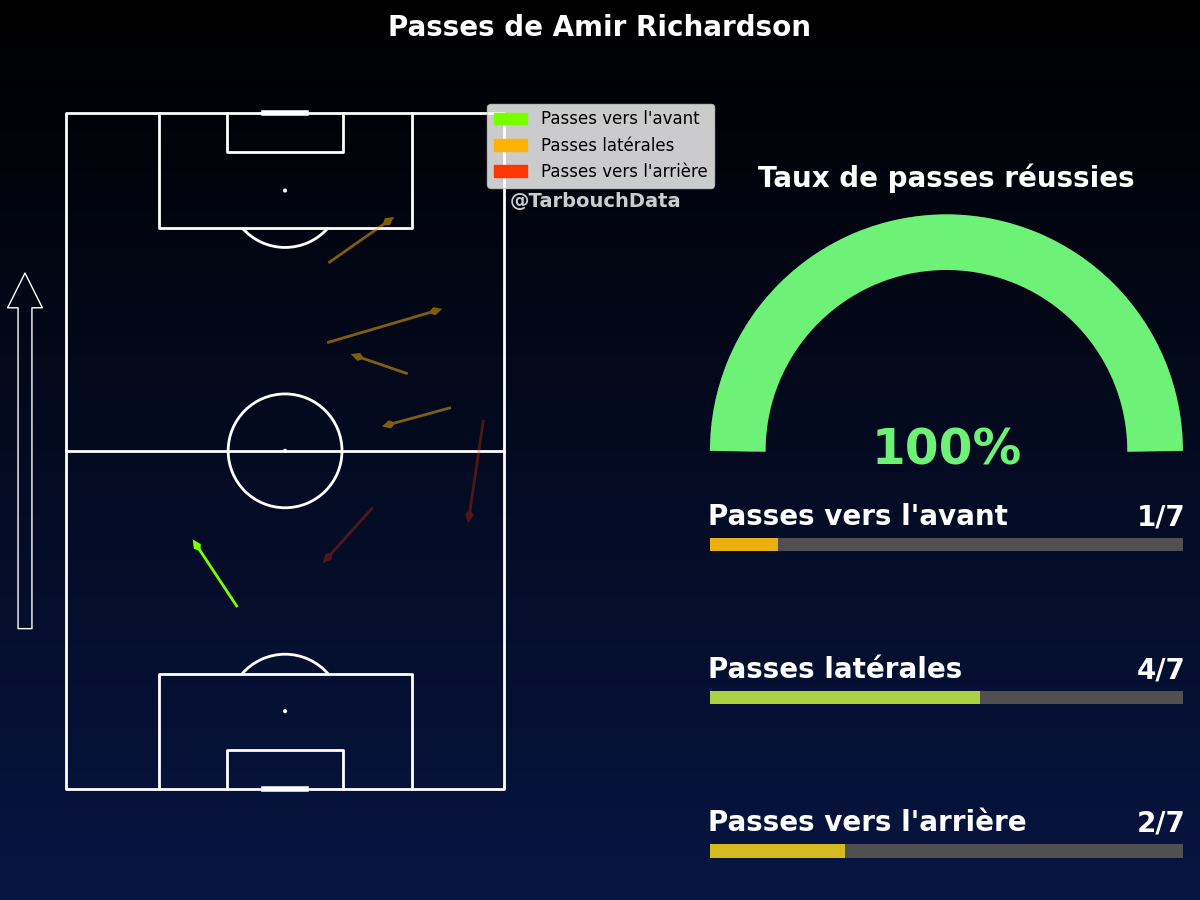 Passes de Amir Richardson
Passes vers l'avant
Passes latérales
Passes vers l'arrière
@TarbouchData
Taux de passes réussies
100%
Passes vers l'avant 1/7
Passes latérales 4/7
Passes vers l'arrière 2/7